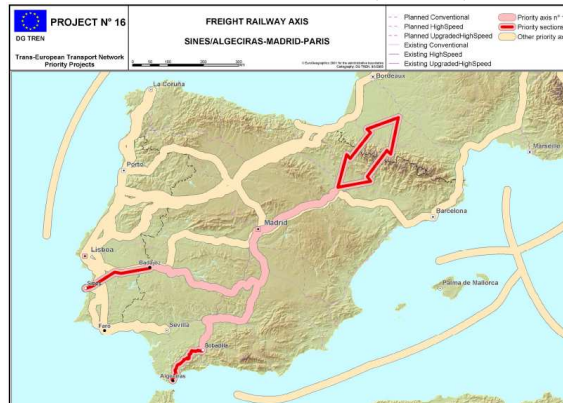 PROJECT N° 16
DG TREN
Trans-European Transport Network
Priority Projects
FREIGHT RAILWAY AXIS
SINES/ALGECIRAS-MADRID-PARIS
Planned Conventional
Planned HighSpeed
Planned UpgradedHighSpeed
Existing Conventional
Existing HighSpeed
Existing UpgradedHighSpeed
Priority axis n°
Priority sections
Other priority ax
La Coruña
Bordeaux
Marseille
Porto
Barcelona
Madrid
Lisboa
Badajoz
Sines
Palma de Mallorca
Faro
Sevilla
Bobadilla
Algeciras